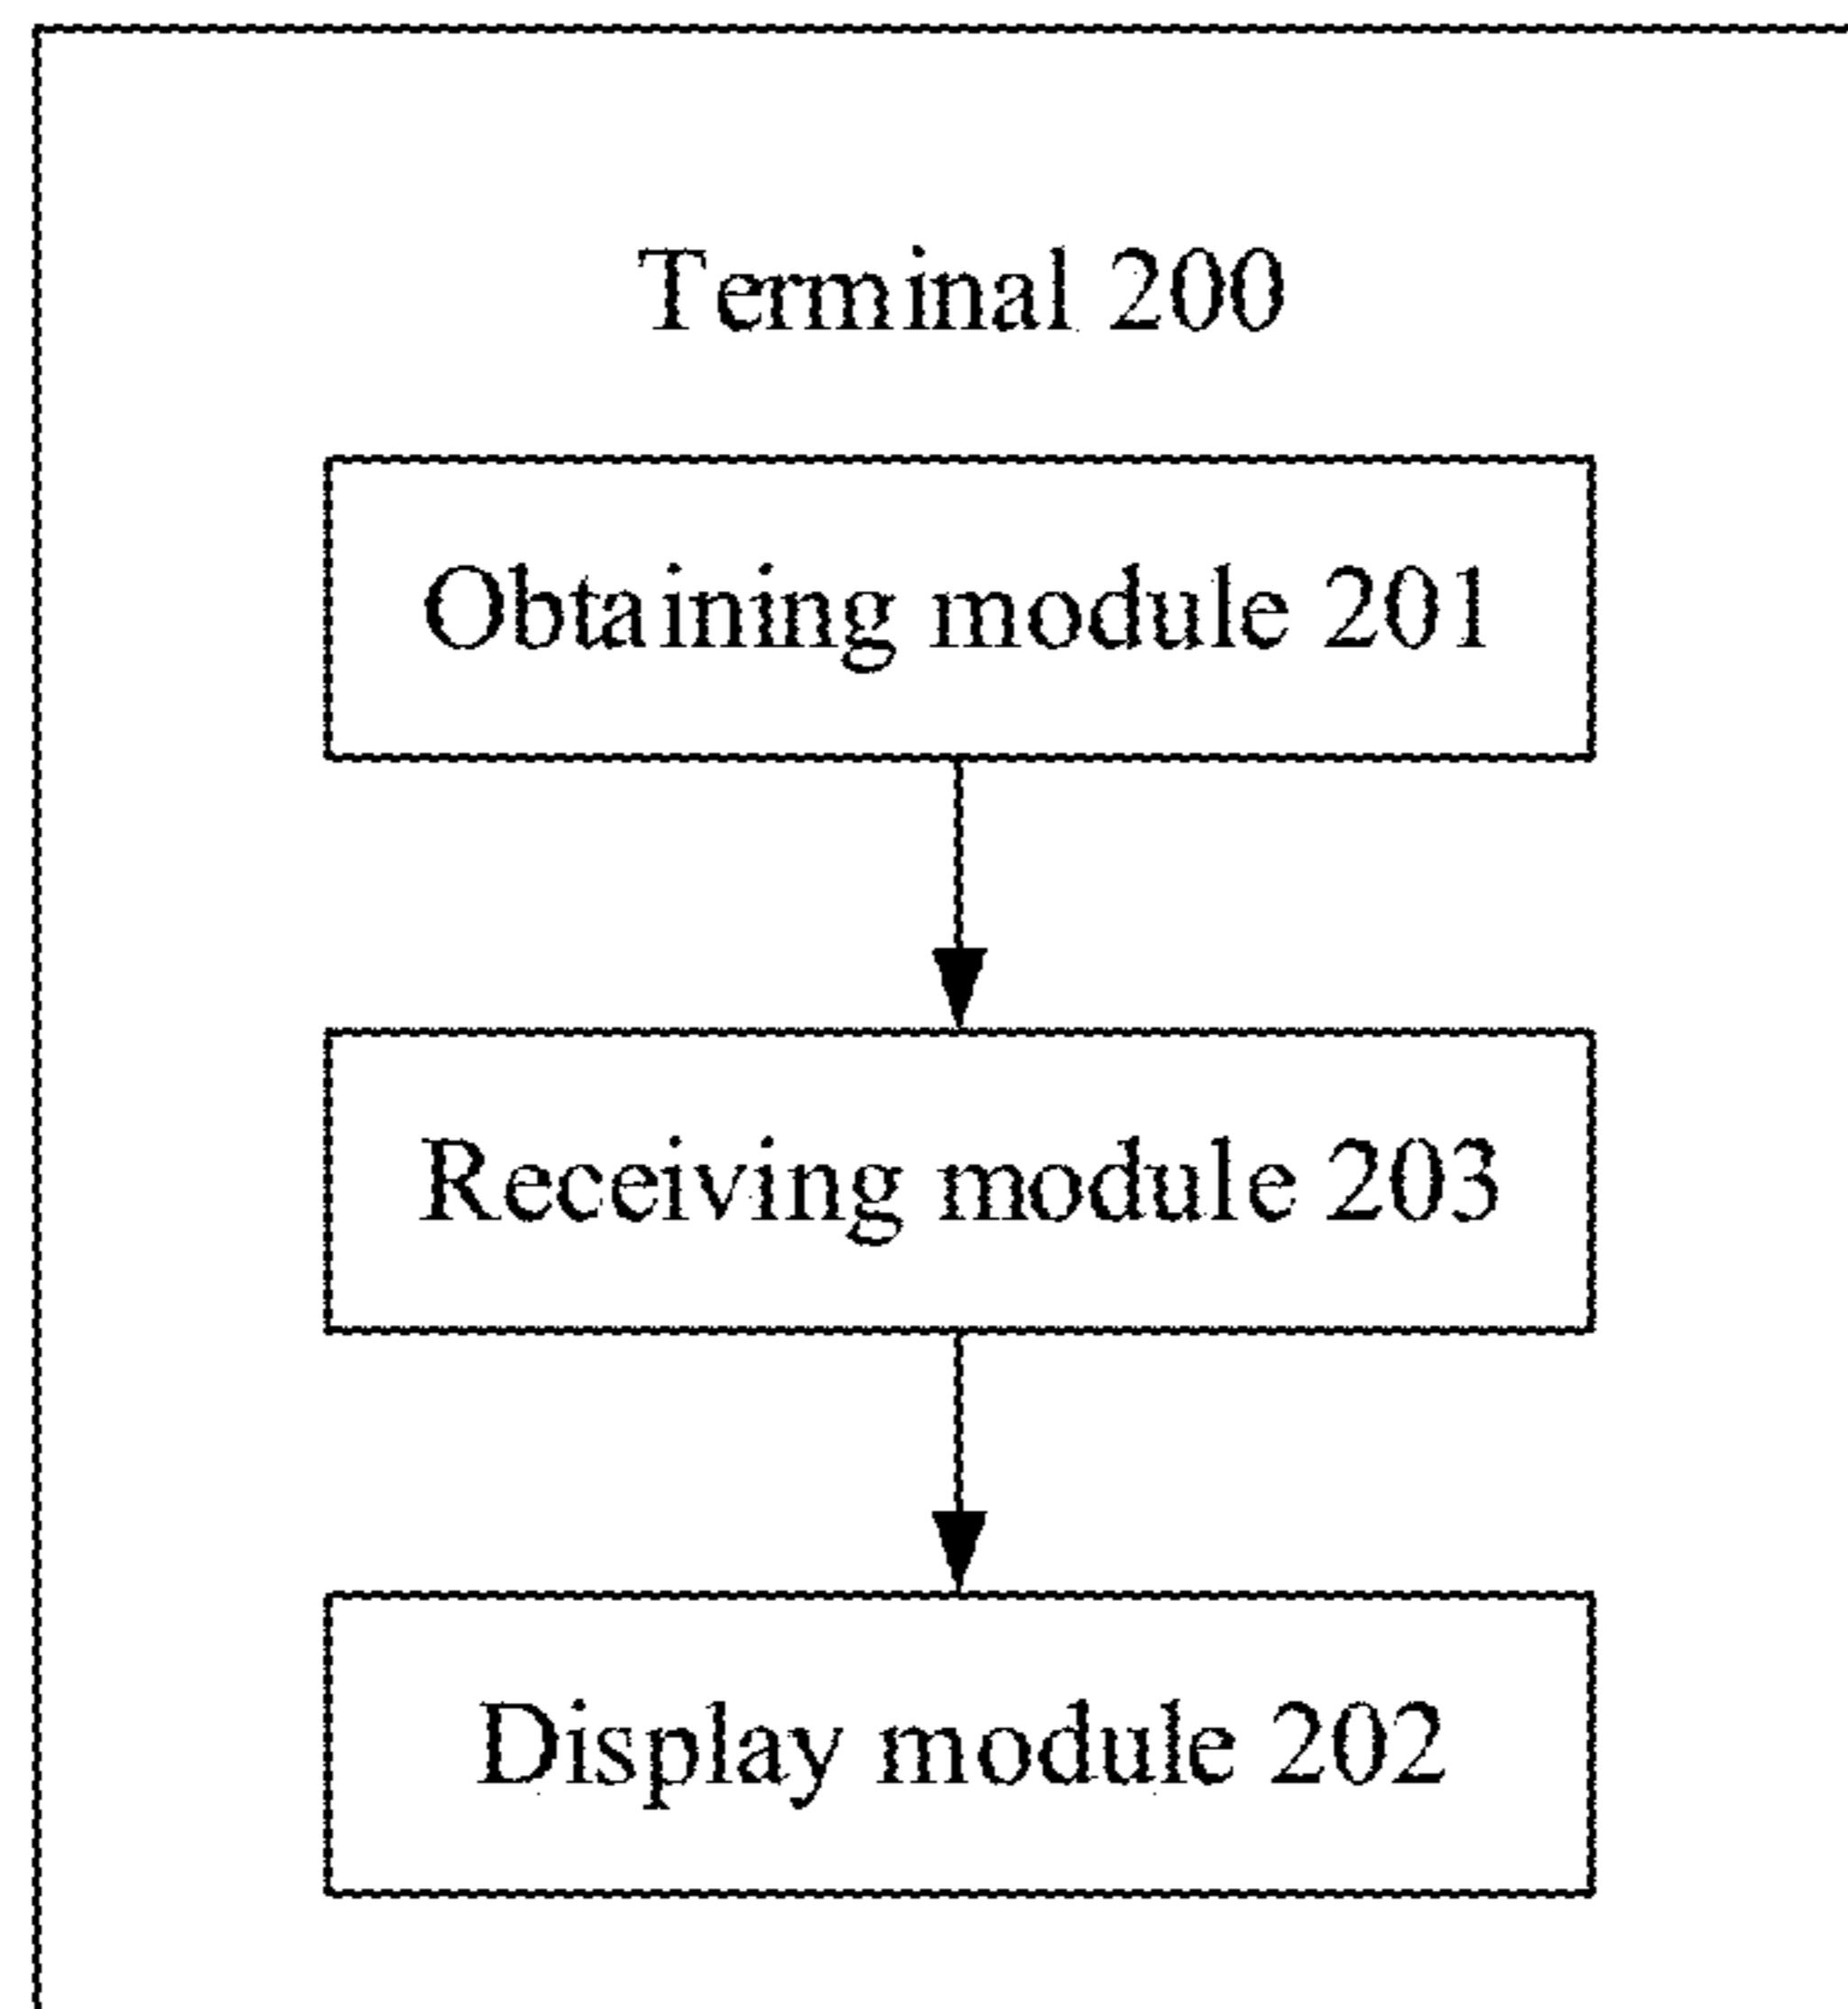 Terminal 200
Obtaining module 201
Receiving module 203
Display module 202